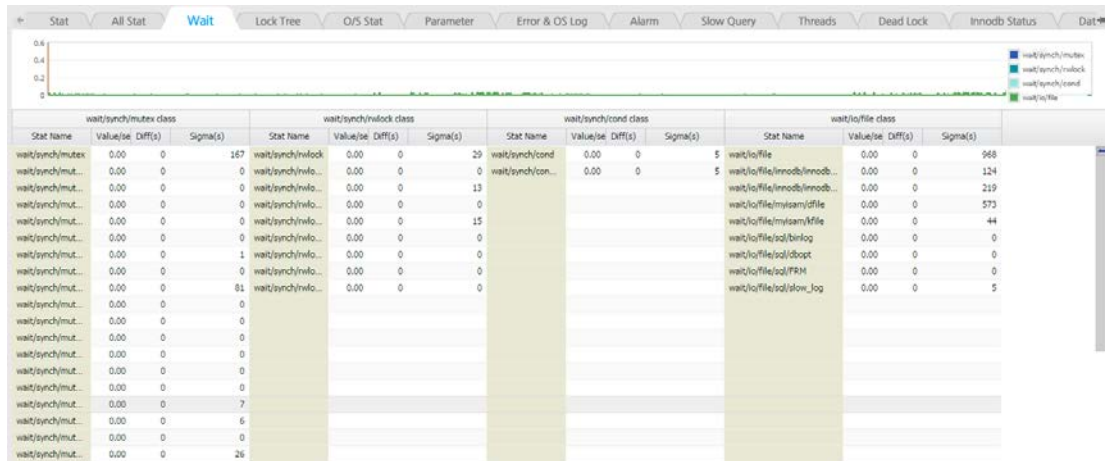 Stat All Stat Wait Lock Tree O/S Stat Parameter Error & OS Log Alarm Slow Query Threads Dead Lock Innodb Status Dat
0.6
0.4
0.2
0
wait/synch/mutex
wait/synch/rwlock
wait/synch/cond
wait/io/file
wait/synch/mutex class wait/synch/rwlock class wait/synch/cond class wait/io/file class
Stat Name Value/se Diff(s) Sigma(s) Stat Name Value/se Diff(s) Sigma(s) Stat Name Value/se Diff(s) Sigma(s) Stat Name Value/se Diff(s) Sigma(s)
wait/synch/mutex 0.00 0 167 wait/synch/rwlock 0.00 0 29 wait/synch/cond 0.00 0 5 wait/io/file 0.00 0 968
wait/synch/mut... 0.00 0 0 wait/synch/rwlo... 0.00 0 0 wait/synch/con... 0.00 0 5 wait/io/file/innodb/innodb... 0.00 0 124
wait/synch/mut... 0.00 0 0 wait/synch/rwlo... 0.00 0 13 wait/io/file/innodb/innodb... 0.00 0 219
wait/synch/mut... 0.00 0 0 wait/synch/rwlo... 0.00 0 0 wait/io/file/myisam/dfile 0.00 0 573
wait/synch/mut... 0.00 0 0 wait/synch/rwlo... 0.00 0 15 wait/io/file/myisam/kfile 0.00 0 44
wait/synch/mut... 0.00 0 0 wait/synch/rwlo... 0.00 0 0 wait/io/file/sql/binlog 0.00 0 0
wait/synch/mut... 0.00 0 1 wait/synch/rwlo... 0.00 0 0 wait/io/file/sql/dbopt 0.00 0 0
wait/synch/mut... 0.00 0 0 wait/synch/rwlo... 0.00 0 0 wait/io/file/sql/FRM 0.00 0 0
wait/synch/mut... 0.00 0 81 wait/synch/rwlo... 0.00 0 0 wait/io/file/sql/slow_log 0.00 0 5
wait/synch/mut... 0.00 0 0
wait/synch/mut... 0.00 0 0
wait/synch/mut... 0.00 0 0
wait/synch/mut... 0.00 0 0
wait/synch/mut... 0.00 0 0
wait/synch/mut... 0.00 0 0
wait/synch/mut... 0.00 0 7
wait/synch/mut... 0.00 0 6
wait/synch/mut... 0.00 0 0
wait/synch/mut... 0.00 0 26